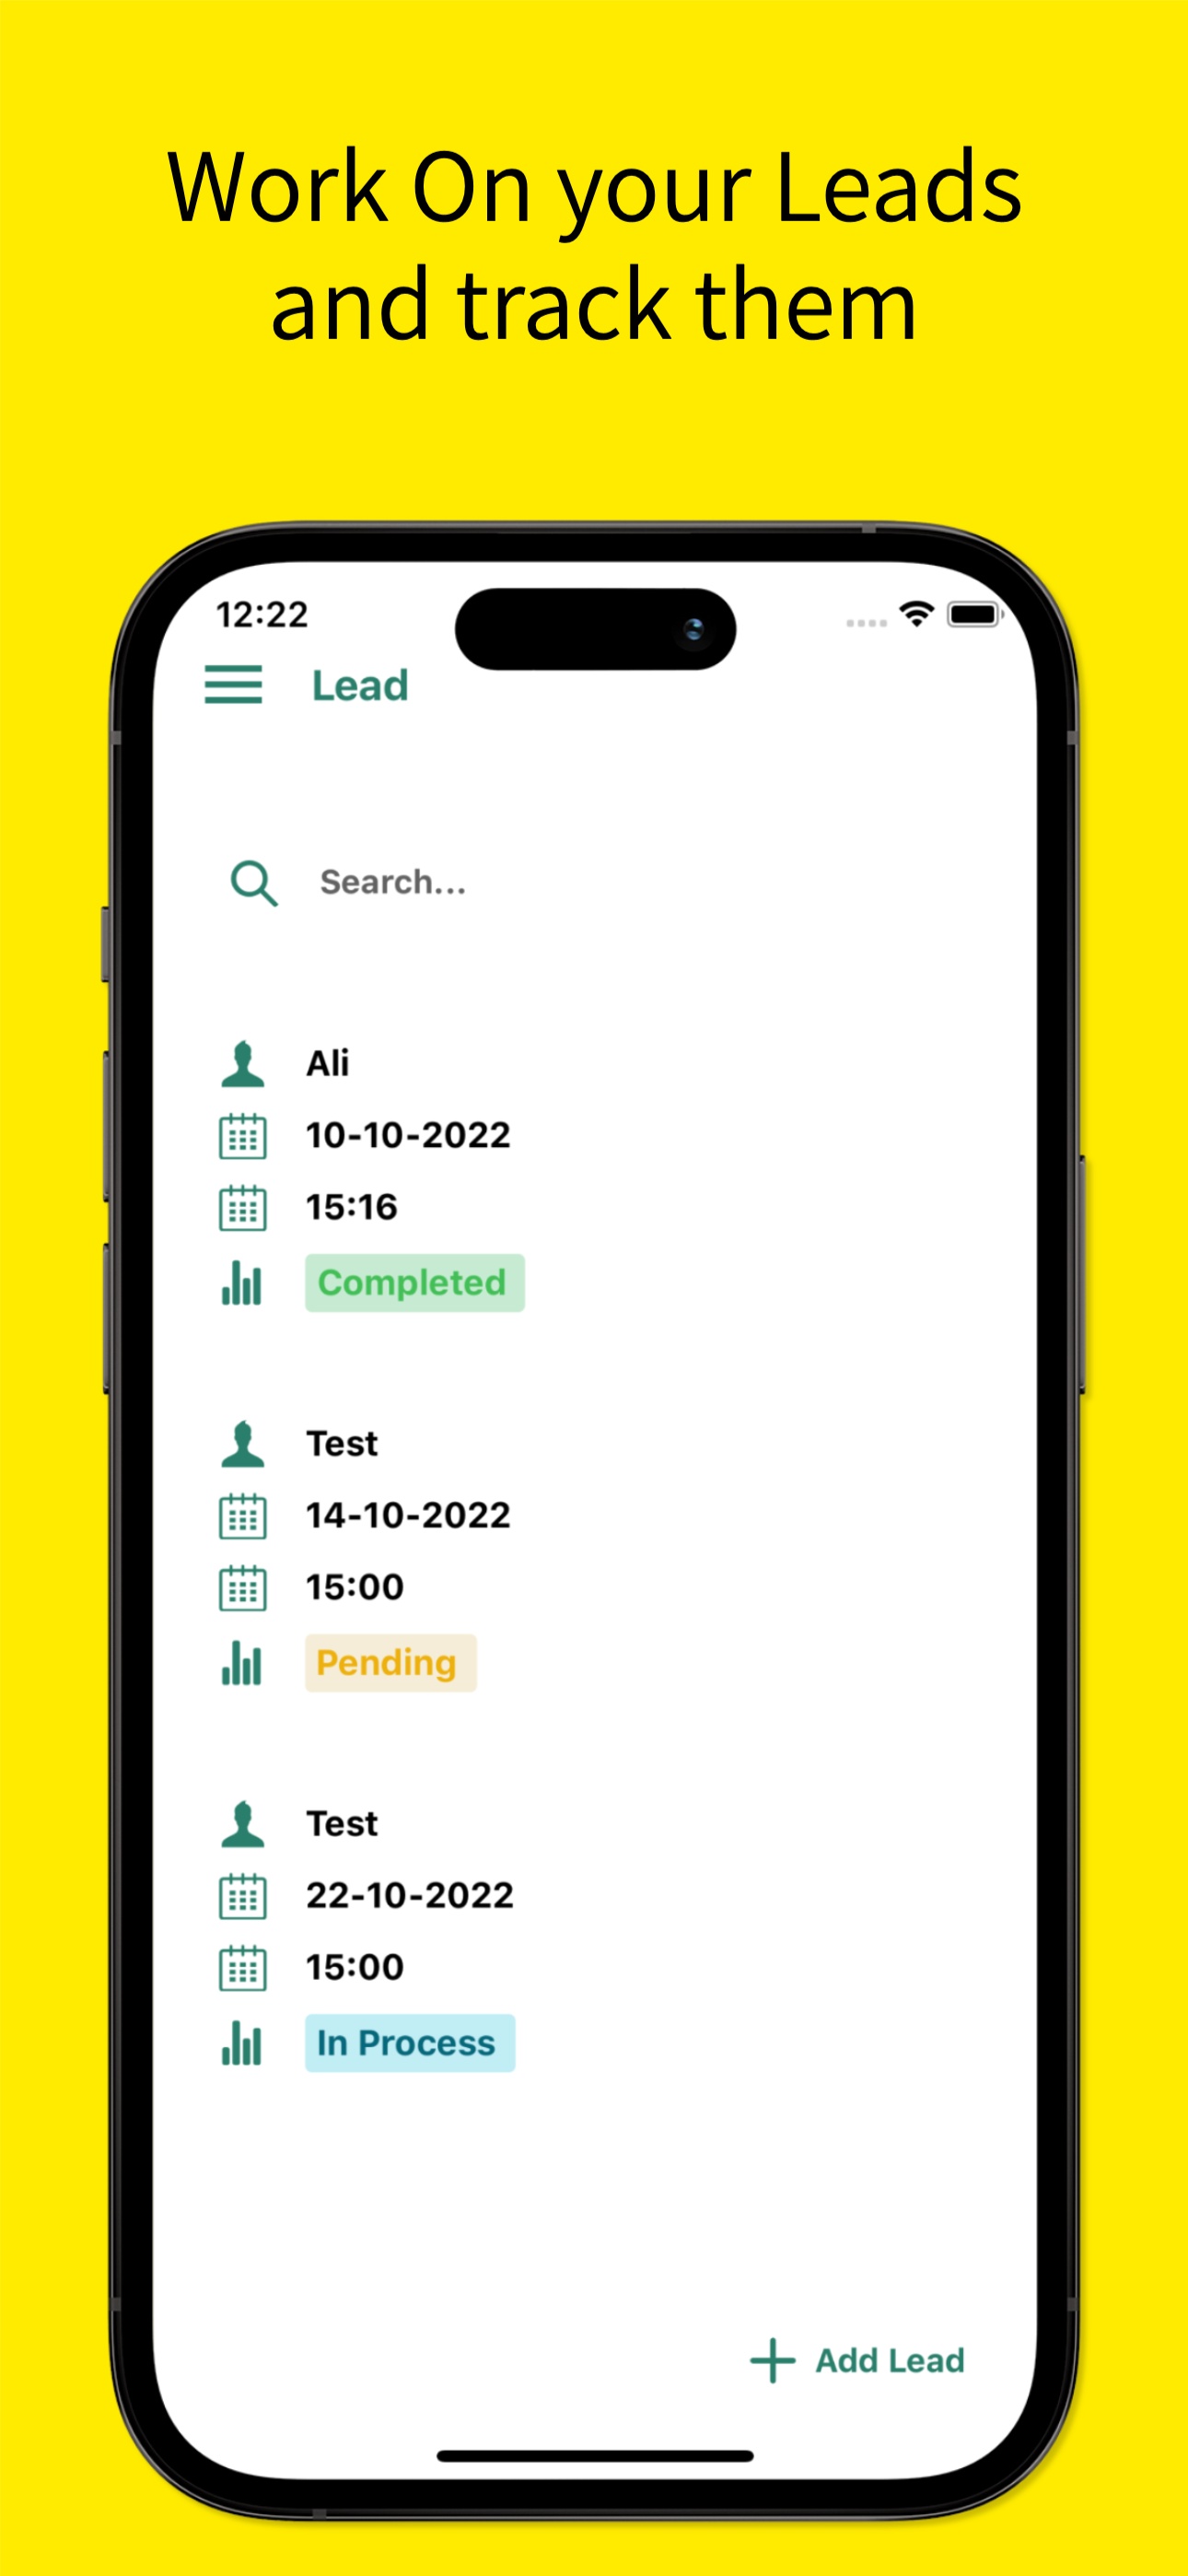 Work On your Leads
and track them
12:22
Lead
Search...
Ali
10-10-2022
15:16
Completed
Test
14-10-2022
15:00
Pending
Test
22-10-2022
15:00
In Process
Add Lead